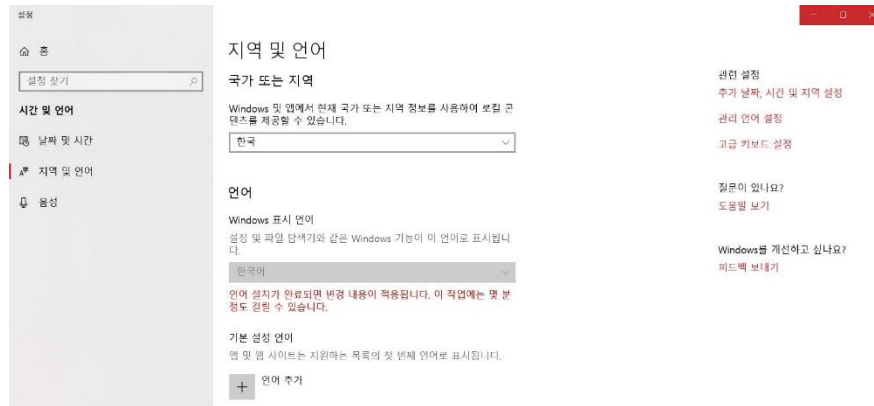 설정
홈
설정 찾기
시간 및 언어
날짜 및 시간
지역 및 언어
음성
지역 및 언어
국가 또는 지역
Windows 및 앱에서 현재 국가 또는 지역 정보를 사용하여 로컬 콘
텐츠를 제공할 수 있습니다.
한국
언어
Windows 표시 언어
설정 및 파일 탐색기와 같은 Windows 기능이 이 언어로 표시됩니
다.
한국어
언어 설치가 완료되면 변경 내용이 적용됩니다. 이 작업에는 몇 분
정도 걸릴 수 있습니다.
기본 설정 언어
앱 및 웹 사이트는 지원하는 목록의 첫 번째 언어로 표시됩니다.
언어 추가
관련 설정
추가 날짜, 시간 및 지역 설정
관리 언어 설정
고급 키보드 설정
질문이 있나요?
도움말 보기
Windows를 개선하고 싶나요?
피드백 보내기